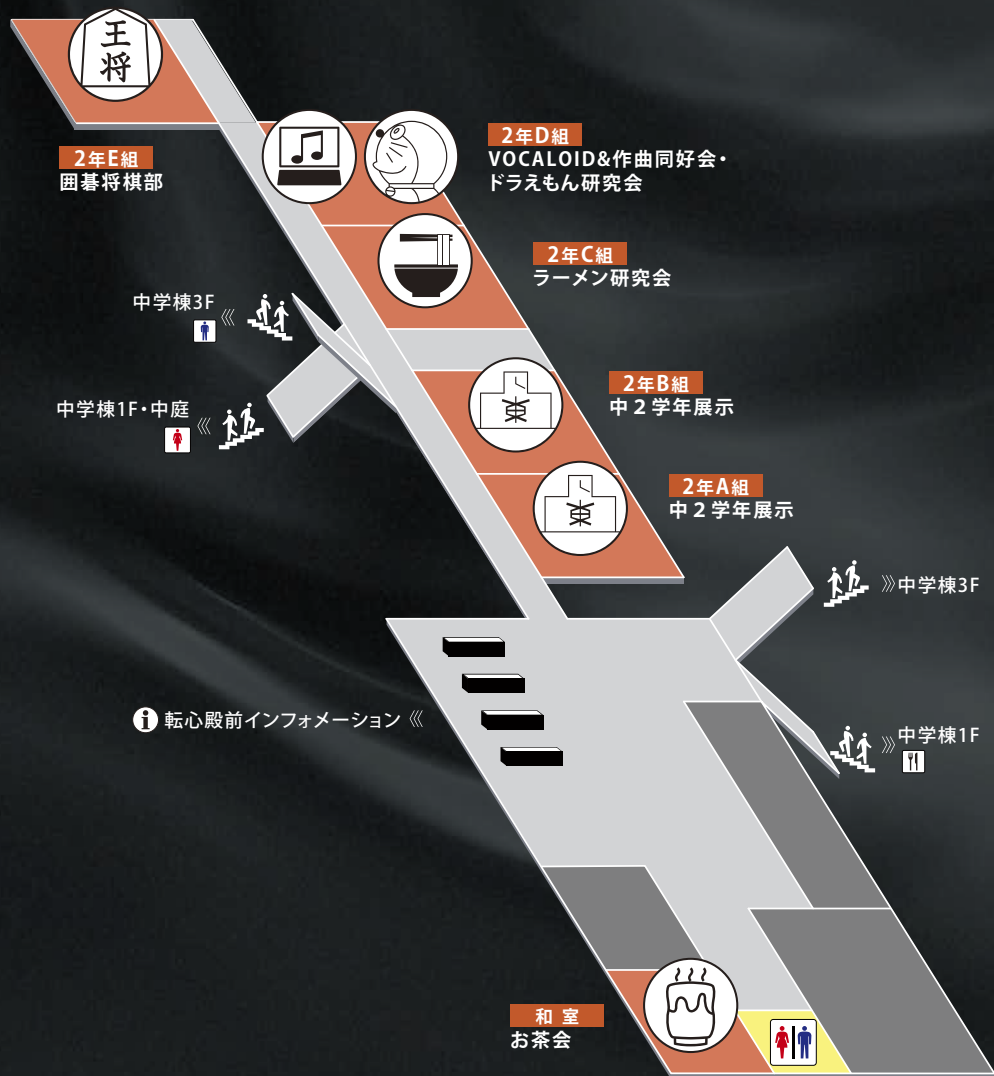 王
将
2年E組
囲碁将棋部
2年D組
VOCALOID&作曲同好会・
ドラえもん研究会
2年C組
ラーメン研究会
中学棟3F
中学棟1F・中庭
2年B組
中２学年展示
東
2年A組
中２学年展示
東
中学棟3F
転心殿前インフォメーション
中学棟1F
和室
お茶会